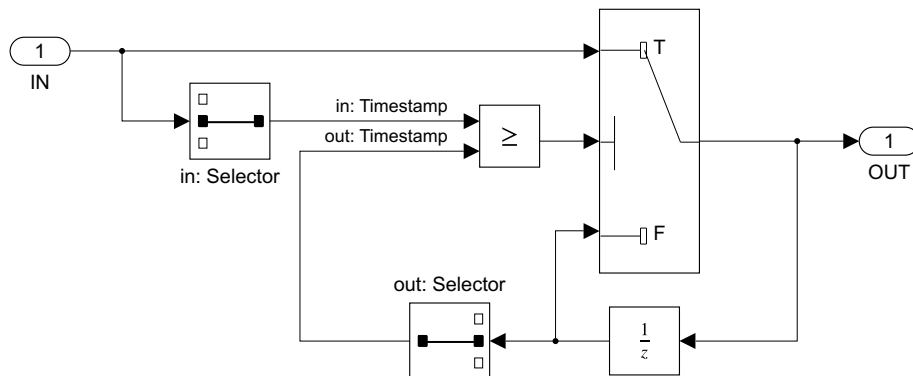 1
IN
T
in: Timestamp
out: Timestamp
≥
in: Selector
1
OUT
F
out: Selector
1
z